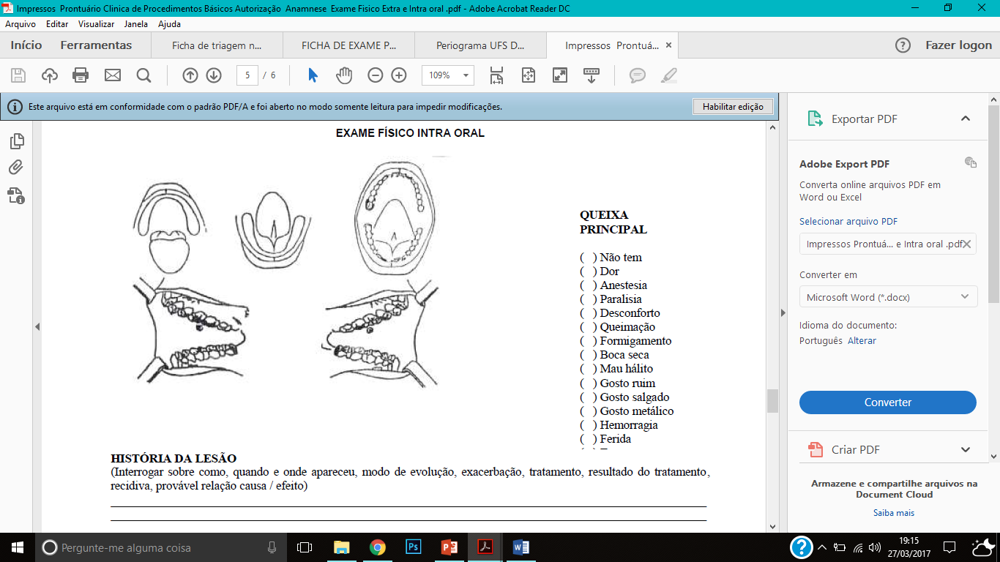 Impressos Prontuário Clinica de Procedimentos Básicos Autorização Anamnese Exame Fisico Extra e Intra oral .pdf - Adobe Acrobat Reader DC
Arquivo Editar Visualizar Janela Ajuda
Início Ferramentas Ficha de triagem n... FICHA DE EXAME P... Periograma UFS D... Impressos Prontuá... × Fazer logon
5 / 6 109%
Este arquivo está em conformidade com o padrão PDF/A e foi aberto no modo somente leitura para impedir modificações. Habilitar edição
EXAME FÍSICO INTRA ORAL
QUEIXA
PRINCIPAL
( ) Não tem
( ) Dor
( ) Anestesia
( ) Paralisia
( ) Desconforto
( ) Queimação
( ) Formigamento
( ) Boca seca
( ) Mau hálito
( ) Gosto ruim
( ) Gosto salgado
( ) Gosto metálico
( ) Hemorragia
( ) Ferida
HISTÓRIA DA LESÃO
(Interrogar sobre como, quando e onde apareceu, modo de evolução, exacerbação, tratamento, resultado do tratamento,
recidiva, provável relação causa / efeito)
Exportar PDF
Adobe Export PDF
Converta online arquivos PDF em
Word ou Excel
Selecionar arquivo PDF
Impressos Prontuá... e Intra oral .pdf
Converter em
Microsoft Word (*.docx)
Idioma do documento:
Português Alterar
Converter
Criar PDF
Armazene e compartilhe arquivos na
Document Cloud
Saiba mais
Pergunte-me alguma coisa
19:15
27/03/2017